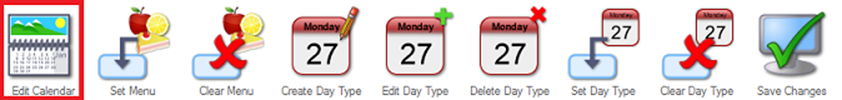 Jan
Monday
Monday
Monday
Monday
Monday
27
27
27
27
27
Edit Calendar
Set Menu
Clear Menu
Create Day Type
Edit Day Type
Delete Day Type
Set Day Type
Clear Day Type
Save Changes